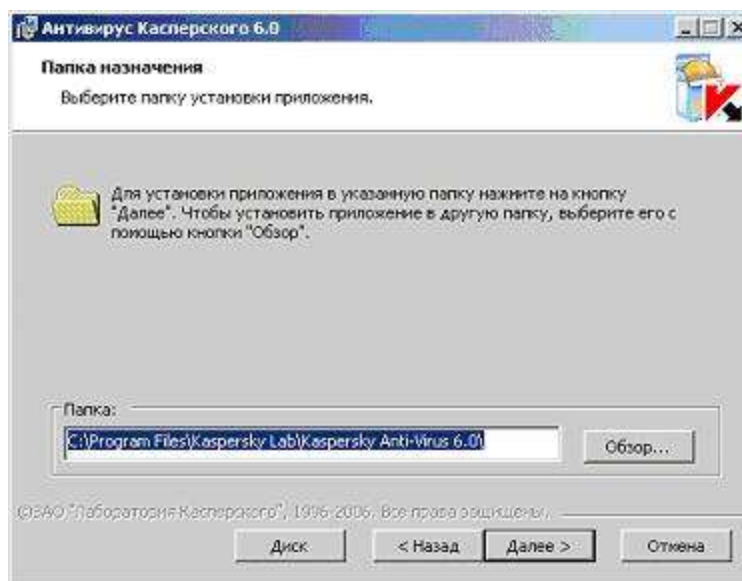 Антивирус Касперского 6.0
Папка назначения
Выберите папку установки приложения.
Для установки приложения в указанную папку нажмите на кнопку
"Далее". Чтобы установить приложение в другую папку, выберите его с
помощью кнопки "Обзор".
Папка:
C:\Program Files\Kaspersky Lab\Kaspersky Anti-Virus 6.0\
Обзор...
©ЗАО "Лаборатория Касперского", 1996-2006. Все права защищены.
Диск
< Назад
Далее >
Отмена